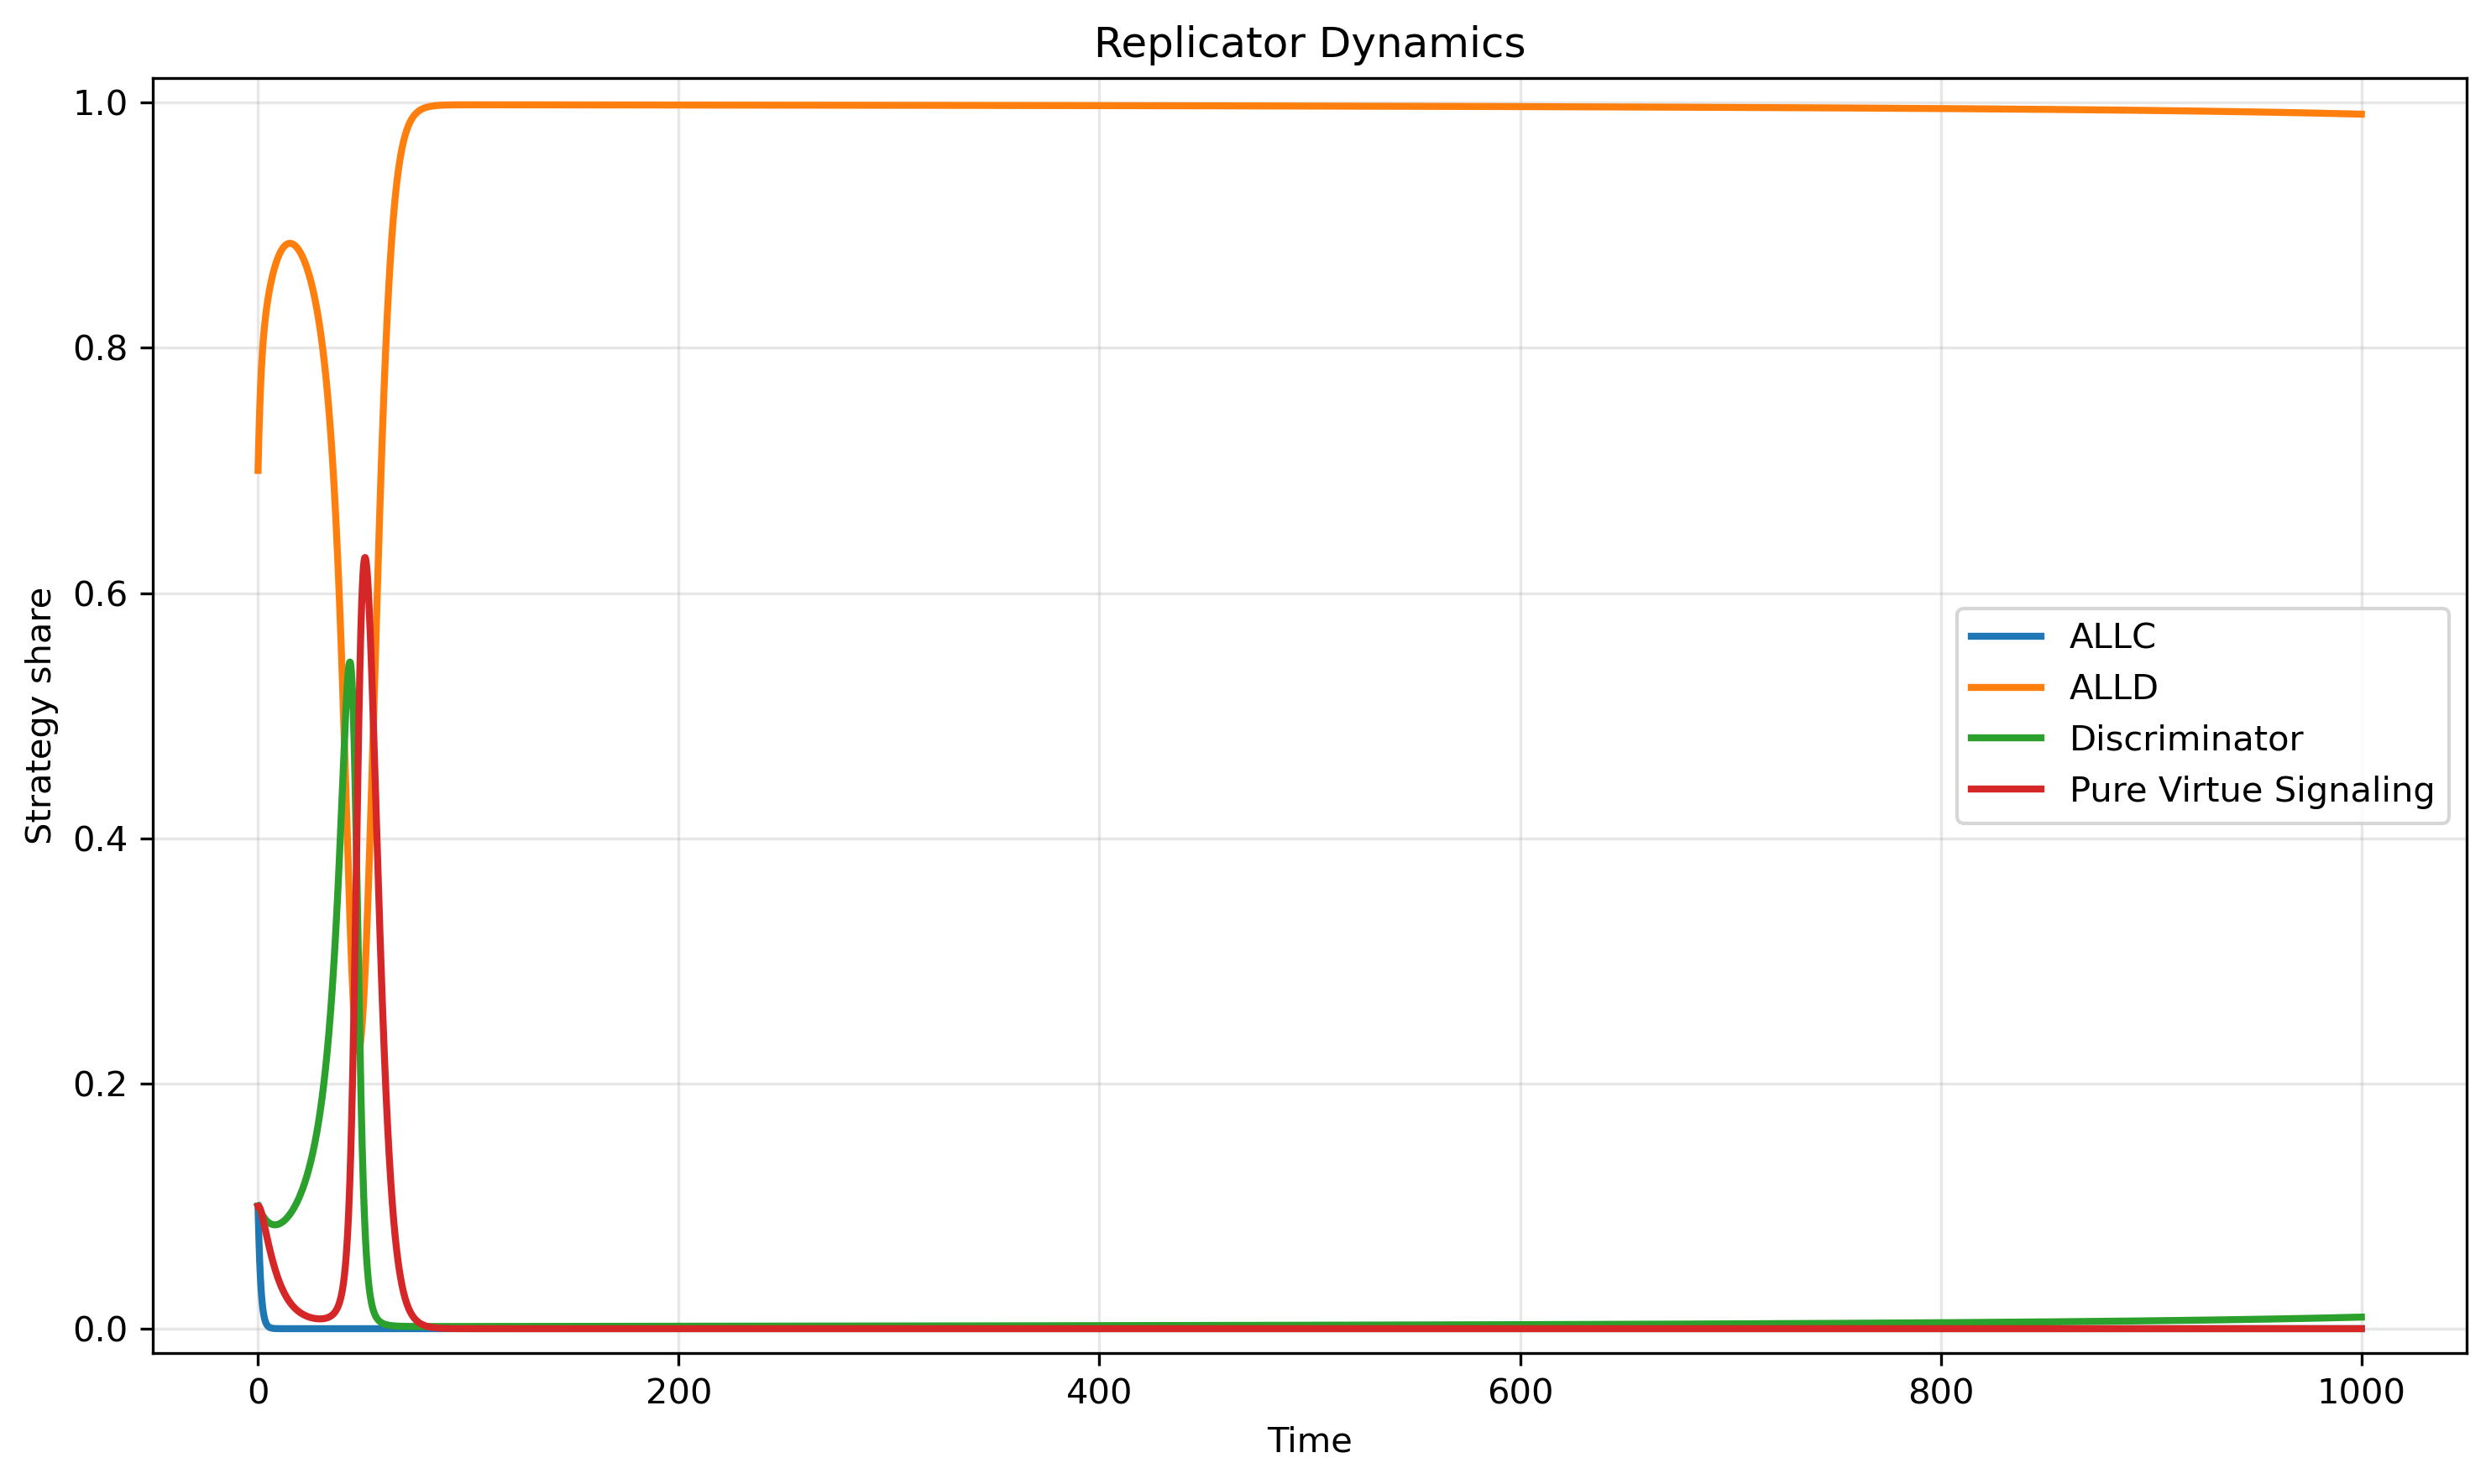 Replicator Dynamics
1.0
0.8
0.6
0.4
0.2
0.0
Strategy share
ALLC
ALLD
Discriminator
Pure Virtue Signaling
0
200
400
600
800
1000
Time